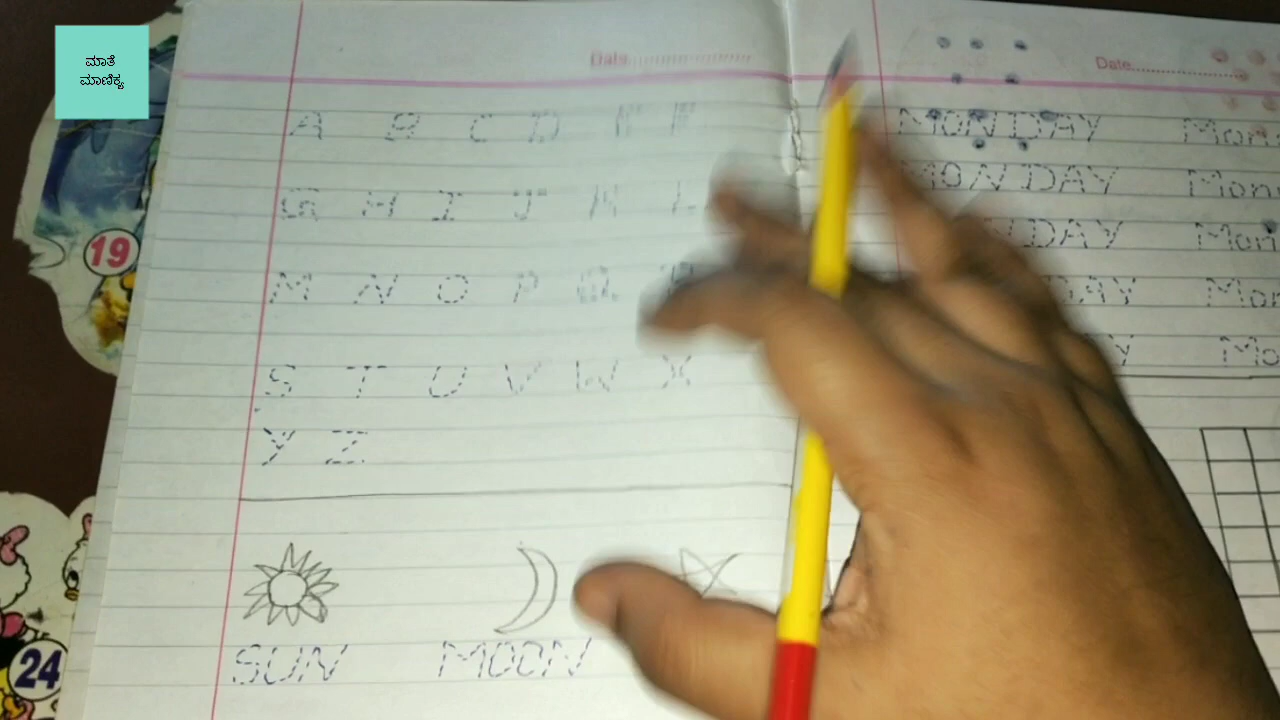 ಮಾತೆ
ಮಾಣಿಕ್ಯ
19
24
Date
A B C D E F
G H I J K L
M N O P Q R
S T U V W X
Y Z
SUN MOON
Date
MONDAY Mon
MONDAY Mon
DAY Mon
DAY Mon
Y Mo